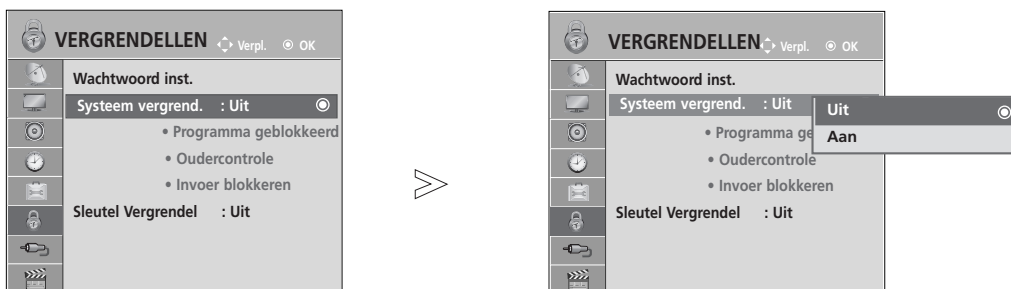 VERGRENDELLEN Verpl. OK
Wachtwoord inst.
Systeem vergrend. : Uit
• Programma geblokkeerd
• Oudercontrole
• Invoer blokkeren
Sleutel Vergrendel : Uit
VERGRENDELLEN Verpl. OK
Wachtwoord inst.
Systeem vergrend. : Uit
Uit
• Programma ge
Aan
• Oudercontrole
• Invoer blokkeren
Sleutel Vergrendel : Uit